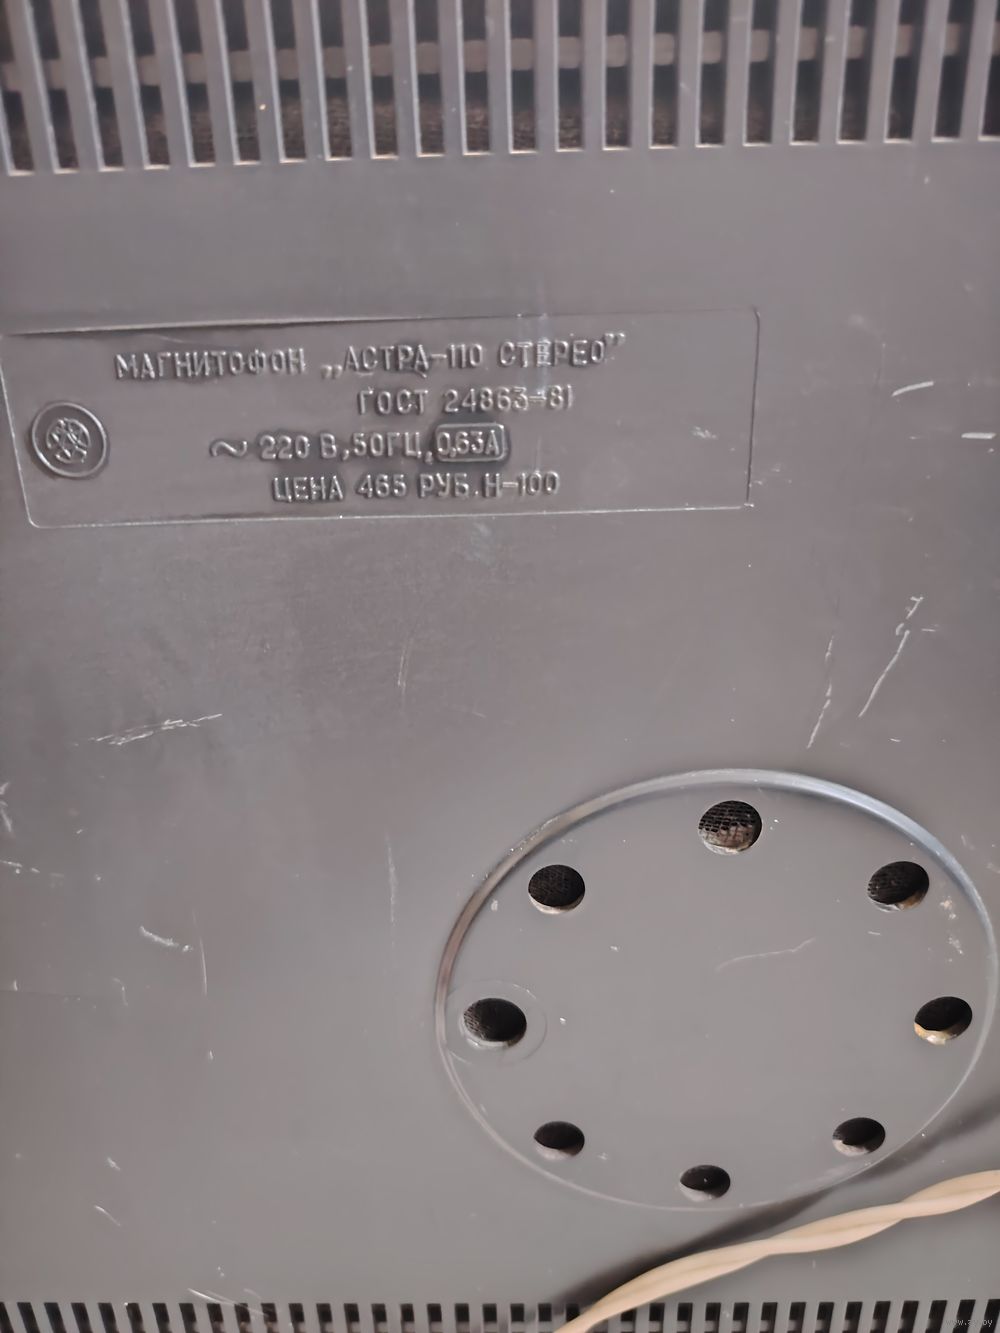 МАГНИТОФОН „АСТРА-110 СТЕРЕО”
ГОСТ 24863-81
~ 220 В,50ГЦ, 0,63А
ЦЕНА 465 РУБ. Н-100